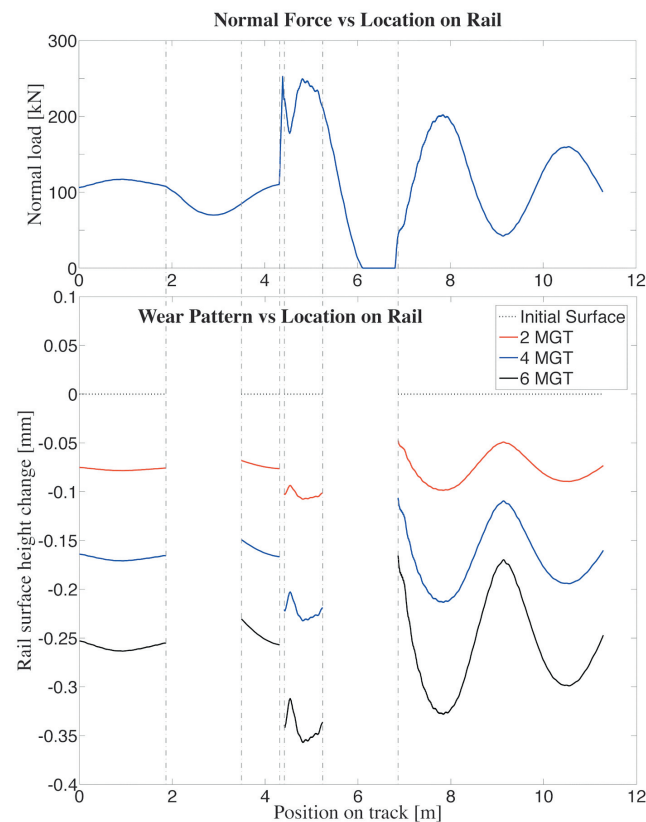 Normal Force vs Location on Rail
Normal load [kN]
300
200
100
0
0 2 4 6 8 10 12
Wear Pattern vs Location on Rail
Initial Surface
2 MGT
4 MGT
6 MGT
Rail surface height change [mm]
0.1
0.05
0
-0.05
-0.1
-0.15
-0.2
-0.25
-0.3
-0.35
-0.4
0 2 4 6 8 10 12
Position on track [m]